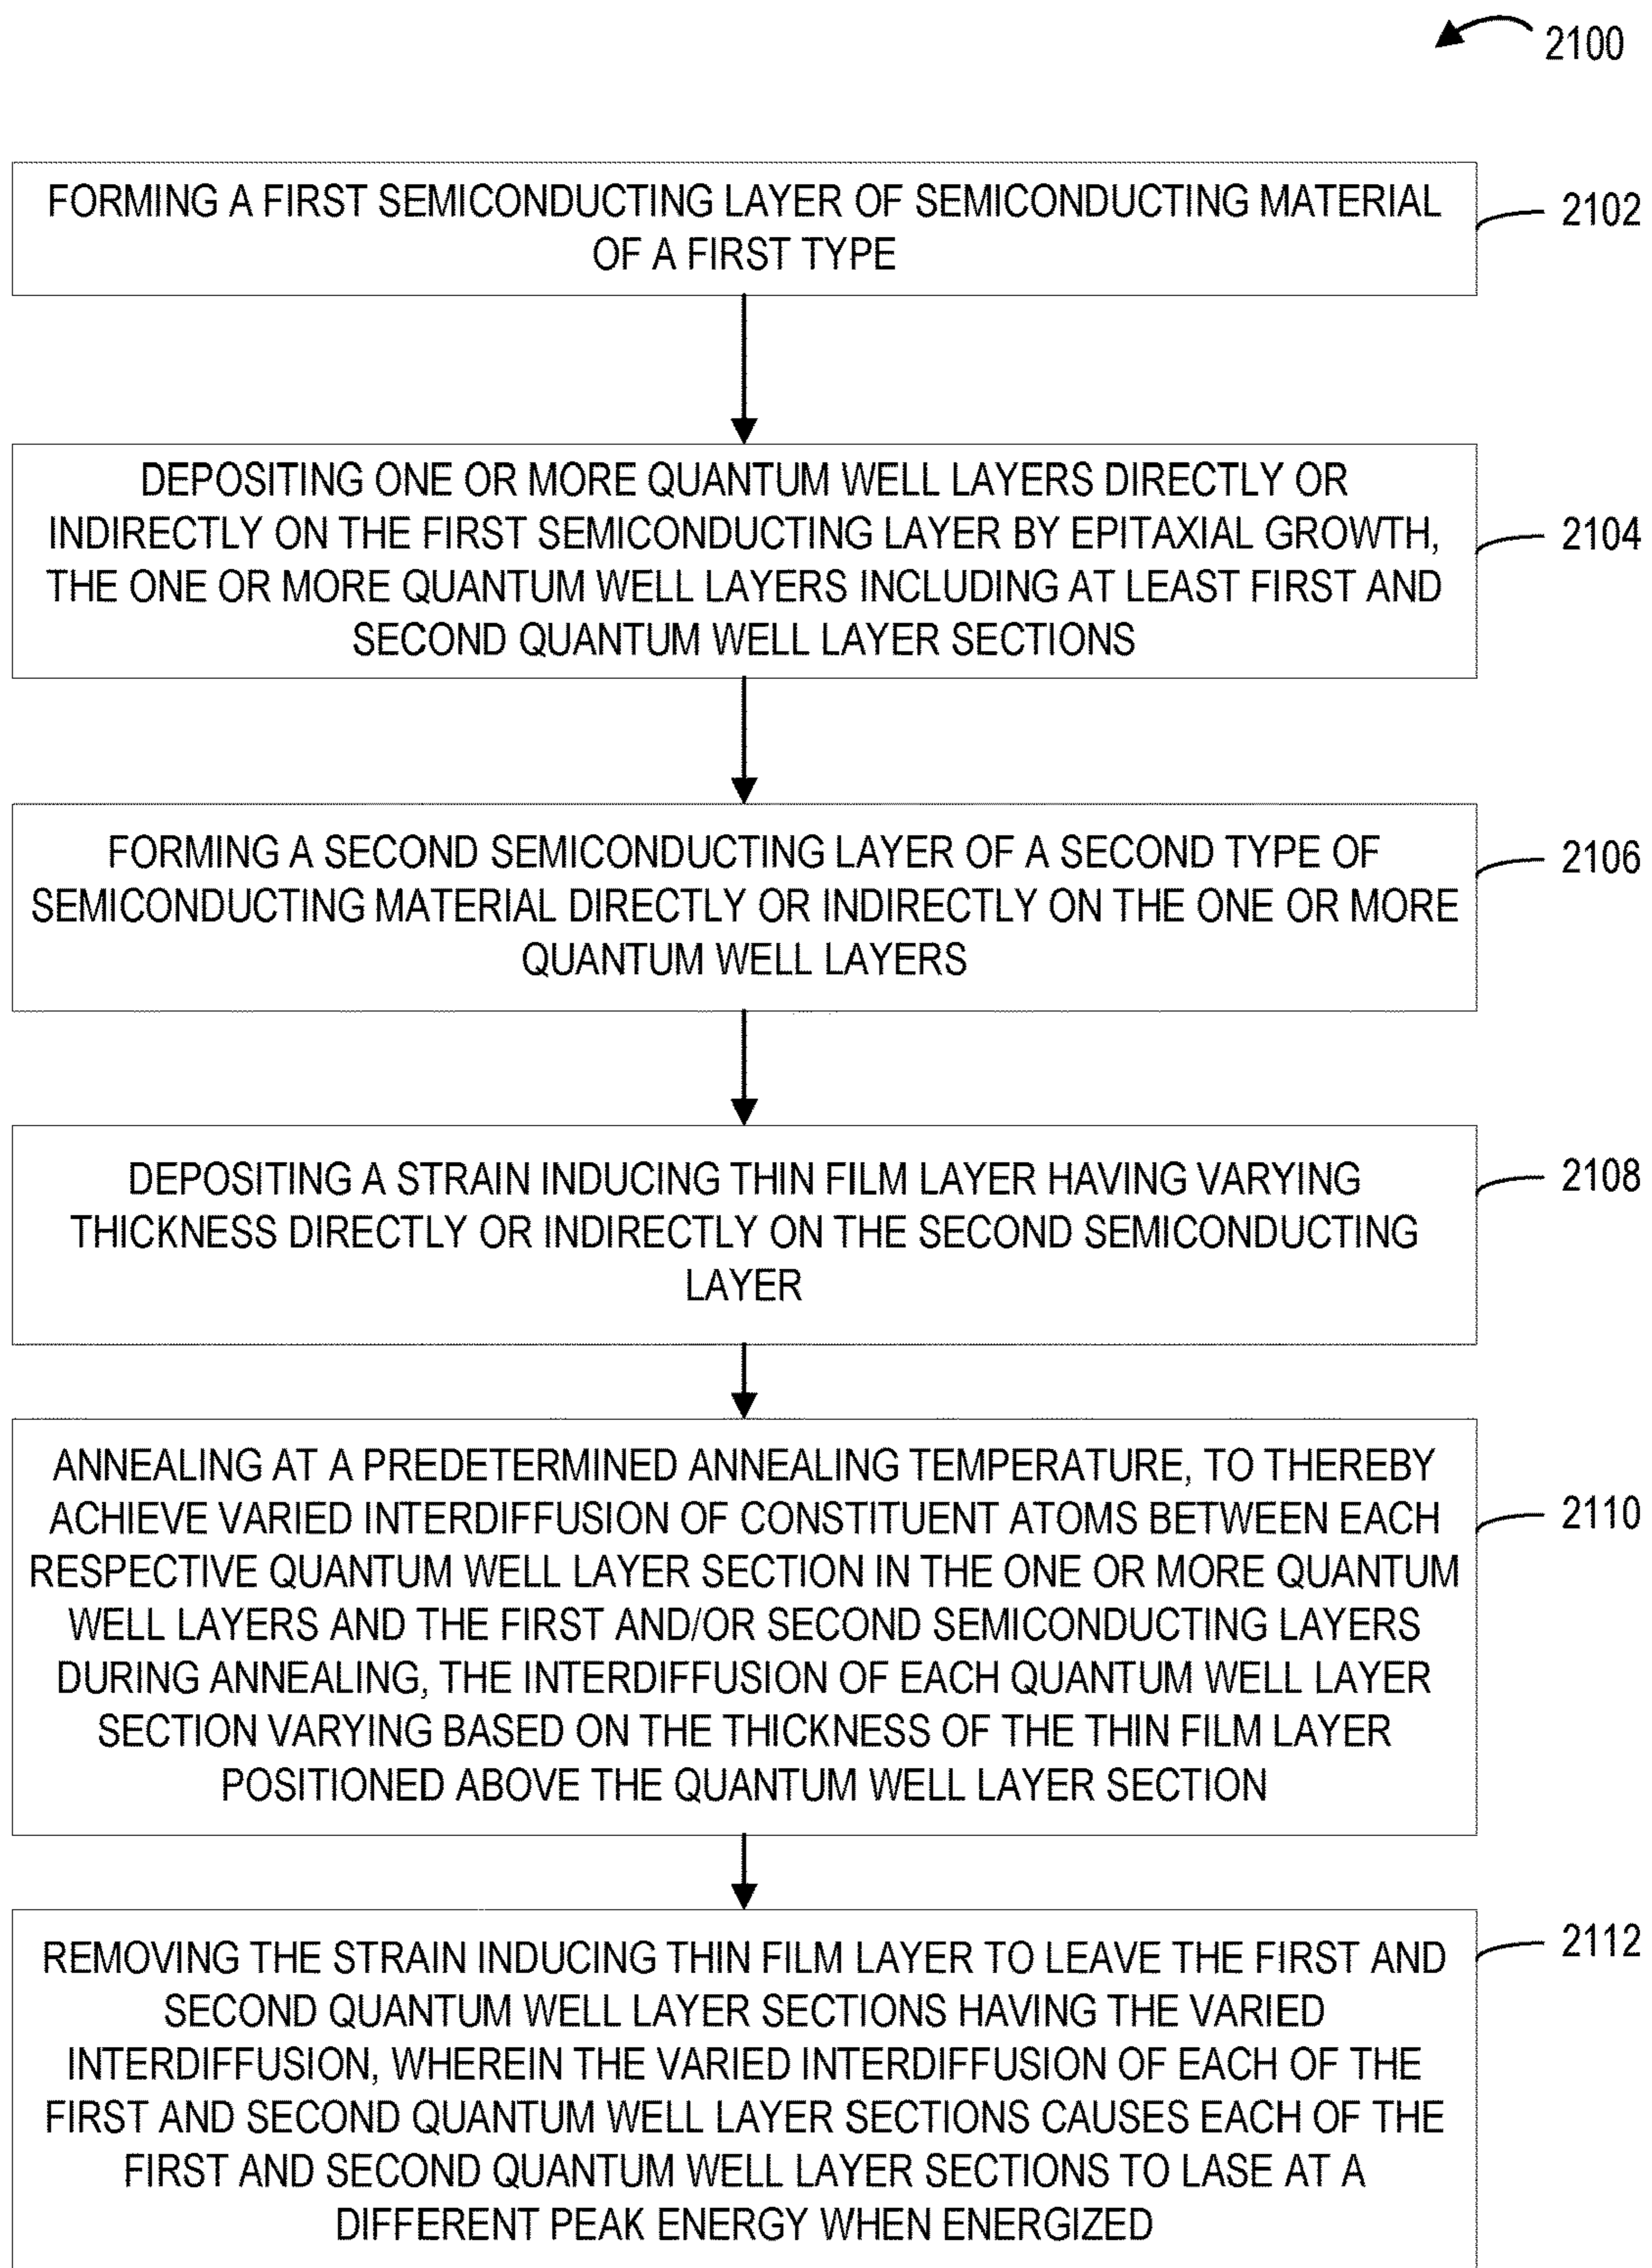 2100
FORMING A FIRST SEMICONDUCTING LAYER OF SEMICONDUCTING MATERIAL
OF A FIRST TYPE
2102
DEPOSITING ONE OR MORE QUANTUM WELL LAYERS DIRECTLY OR
INDIRECTLY ON THE FIRST SEMICONDUCTING LAYER BY EPITAXIAL GROWTH,
THE ONE OR MORE QUANTUM WELL LAYERS INCLUDING AT LEAST FIRST AND
SECOND QUANTUM WELL LAYER SECTIONS
2104
FORMING A SECOND SEMICONDUCTING LAYER OF A SECOND TYPE OF
SEMICONDUCTING MATERIAL DIRECTLY OR INDIRECTLY ON THE ONE OR MORE
QUANTUM WELL LAYERS
2106
DEPOSITING A STRAIN INDUCING THIN FILM LAYER HAVING VARYING
THICKNESS DIRECTLY OR INDIRECTLY ON THE SECOND SEMICONDUCTING
LAYER
2108
ANNEALING AT A PREDETERMINED ANNEALING TEMPERATURE, TO THEREBY
ACHIEVE VARIED INTERDIFFUSION OF CONSTITUENT ATOMS BETWEEN EACH
RESPECTIVE QUANTUM WELL LAYER SECTION IN THE ONE OR MORE QUANTUM
WELL LAYERS AND THE FIRST AND/OR SECOND SEMICONDUCTING LAYERS
DURING ANNEALING, THE INTERDIFFUSION OF EACH QUANTUM WELL LAYER
SECTION VARYING BASED ON THE THICKNESS OF THE THIN FILM LAYER
POSITIONED ABOVE THE QUANTUM WELL LAYER SECTION
2110
REMOVING THE STRAIN INDUCING THIN FILM LAYER TO LEAVE THE FIRST AND
SECOND QUANTUM WELL LAYER SECTIONS HAVING THE VARIED
INTERDIFFUSION, WHEREIN THE VARIED INTERDIFFUSION OF EACH OF THE
FIRST AND SECOND QUANTUM WELL LAYER SECTIONS CAUSES EACH OF THE
FIRST AND SECOND QUANTUM WELL LAYER SECTIONS TO LASE AT A
DIFFERENT PEAK ENERGY WHEN ENERGIZED
2112